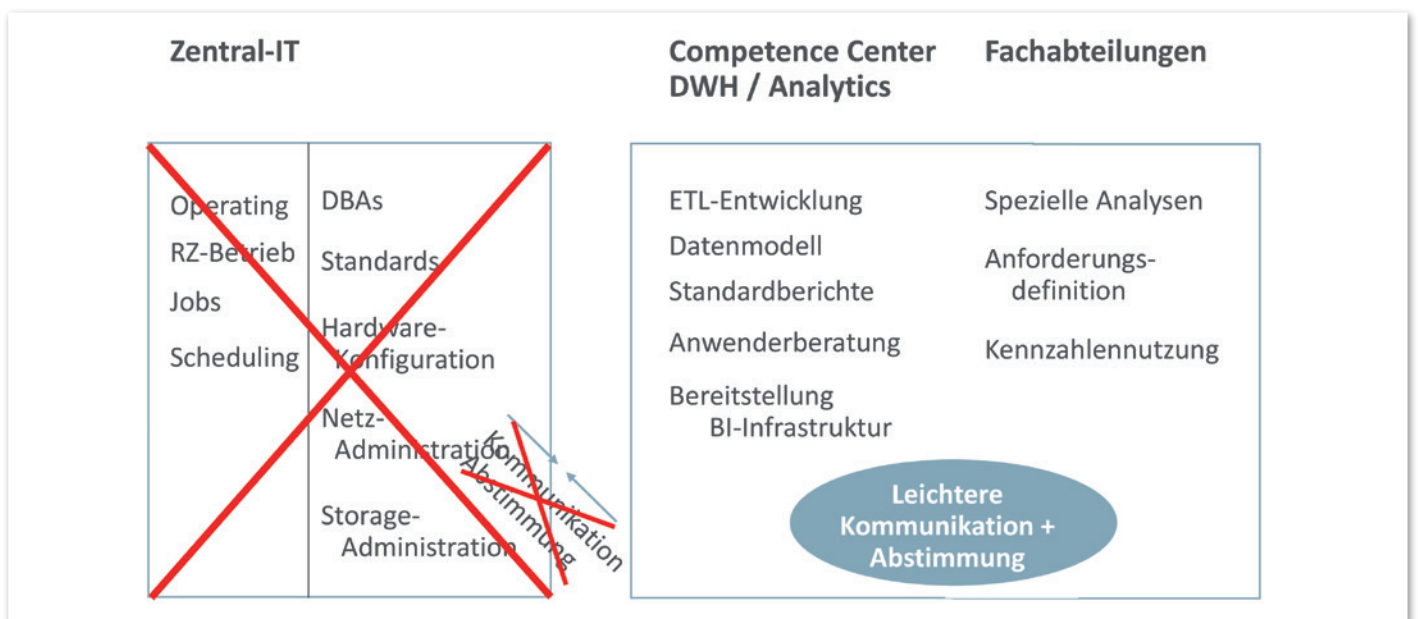 Zentral-IT
Competence Center
DWH / Analytics
Fachabteilungen
Operating
RZ-Betrieb
Jobs
Scheduling
DBAs
Standards
Hardware-
Konfiguration
Netz-
Administration
Storage-
Administration
Kommunikation
Abstimmung
ETL-Entwicklung
Datenmodell
Standardberichte
Anwenderberatung
Bereitstellung
BI-Infrastruktur
Spezielle Analysen
Anforderungs-
definition
Kennzahlennutzung
Leichtere
Kommunikation +
Abstimmung